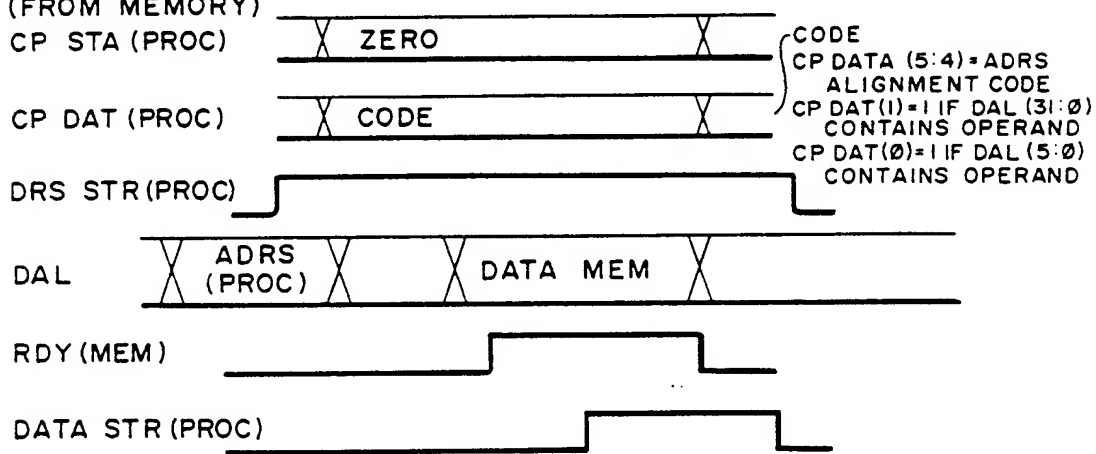 (FROM MEMORY)
CP STA (PROC)
ZERO
CP DAT (PROC)
CODE
CODE
CP DATA (5:4)=ADRS
ALIGNMENT CODE
CP DAT(1)=1 IF DAL (31:0)
CONTAINS OPERAND
CP DAT(0)=1 IF DAL (5:0)
CONTAINS OPERAND
DRS STR(PROC)
DAL
ADRS
(PROC)
DATA MEM
RDY (MEM)
DATA STR (PROC)